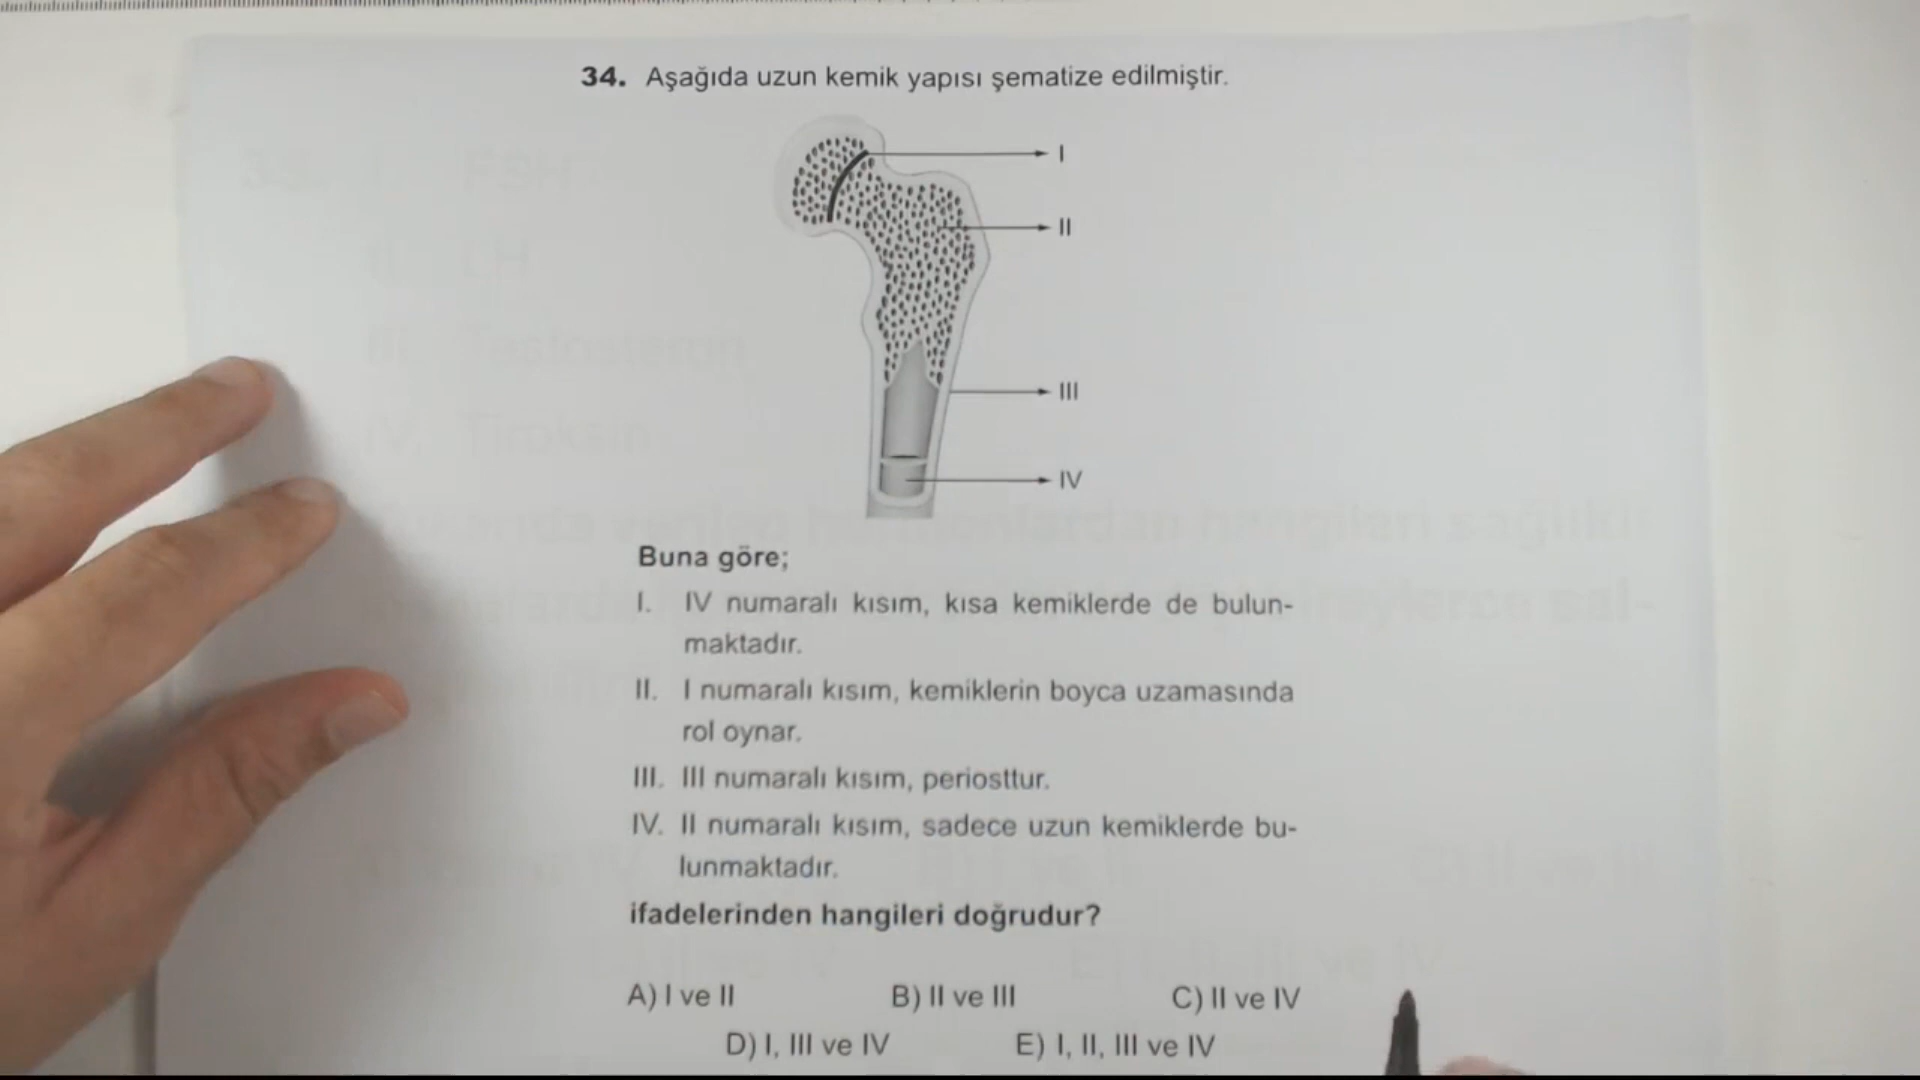 34. Aşağıda uzun kemik yapısı şematize edilmiştir.
I
II
III
IV
Buna göre;
I. IV numaralı kısım, kısa kemiklerde de bulun-
maktadır.
II. I numaralı kısım, kemiklerin boyca uzamasında
rol oynar.
III. III numaralı kısım, periosttur.
IV. II numaralı kısım, sadece uzun kemiklerde bu-
lunmaktadır.
ifadelerinden hangileri doğrudur?
A) I ve II B) II ve III C) II ve IV
D) I, III ve IV E) I, II, III ve IV